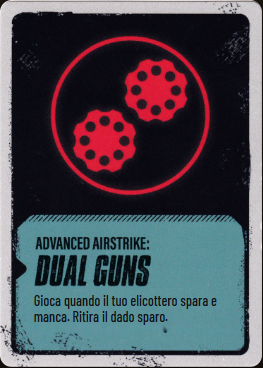 ADVANCED AIRSTRIKE:
DUAL GUNS
Gioca quando il tuo elicottero spara e
manca. Ritira il dado sparo.